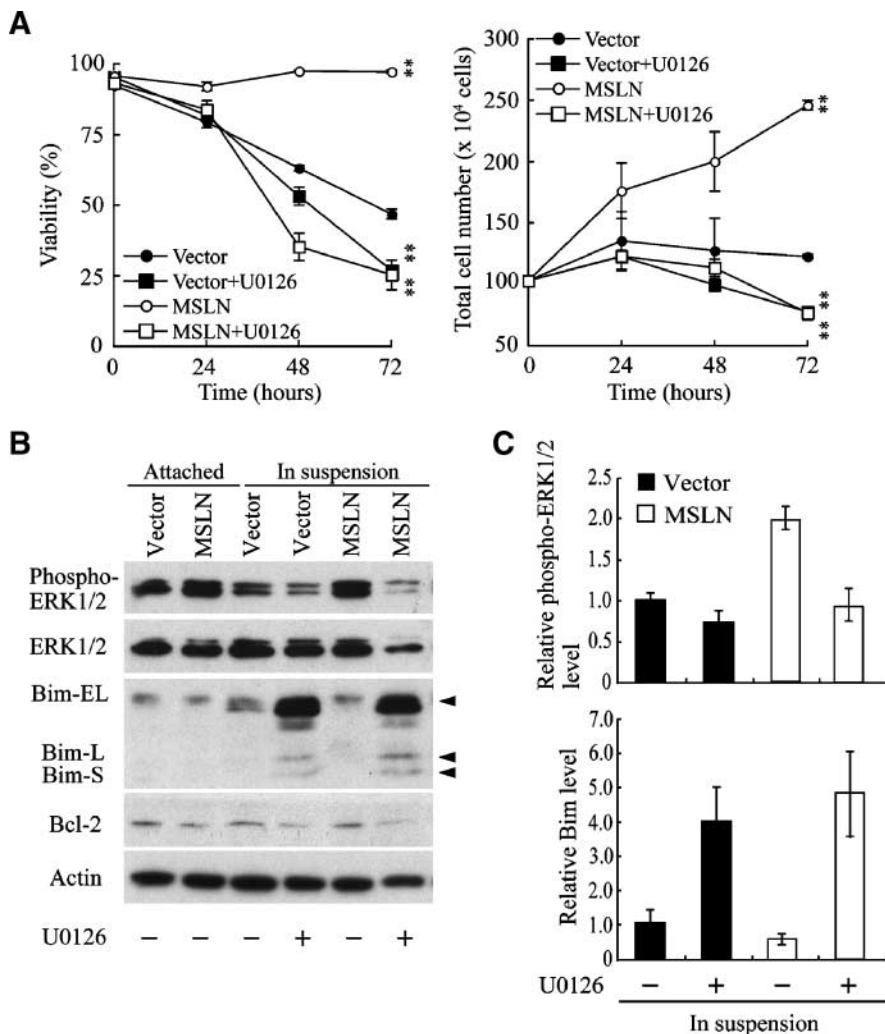 A
Viability (%)
100
75
50
25
0
0 24 48 72
Time (hours)
Vector
Vector+U0126
MSLN
MSLN+U0126
**
**
**
Total cell number (x 10⁴ cells)
300
250
200
150
100
50
0 24 48 72
Time (hours)
Vector
Vector+U0126
MSLN
MSLN+U0126
**
**
**
B
Attached In suspension
Vector MSLN Vector Vector MSLN MSLN
Phospho-
ERK1/2
ERK1/2
Bim-EL
Bim-L
Bim-S
Bcl-2
Actin
U0126 − − − + − +
C
Relative phospho-ERK1/2
level
2.5
2.0
1.5
1.0
0.5
0
Vector
MSLN
Relative Bim level
7.0
6.0
5.0
4.0
3.0
2.0
1.0
0
U0126 − + − +
In suspension